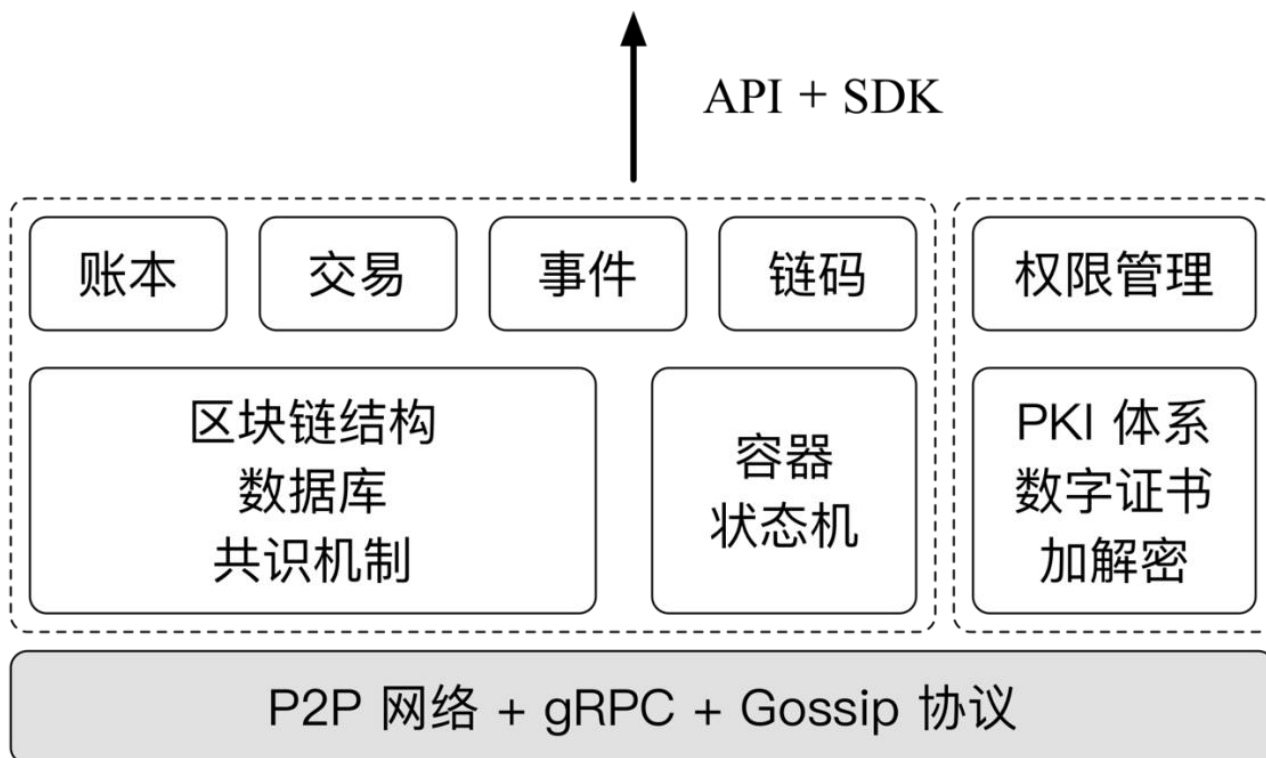 API + SDK
账本
交易
事件
链码
权限管理
区块链结构
数据库
共识机制
容器
状态机
PKI 体系
数字证书
加解密
P2P 网络 + gRPC + Gossip 协议